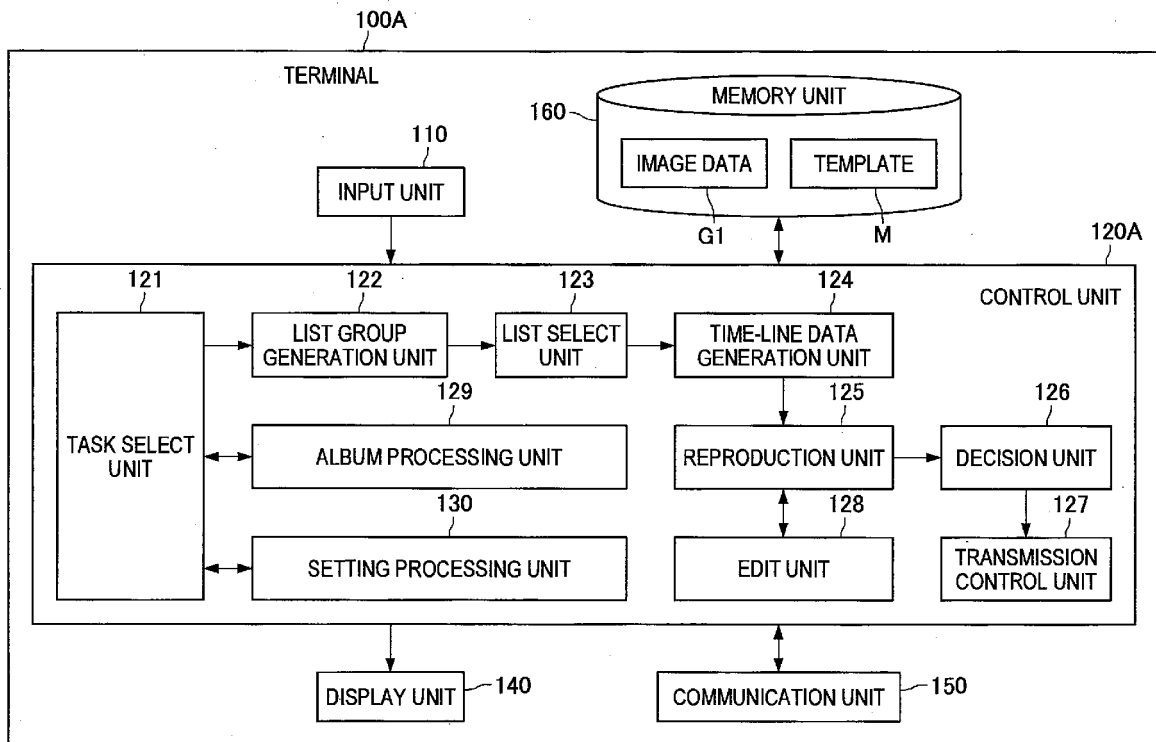 100A
TERMINAL
MEMORY UNIT
160
IMAGE DATA
TEMPLATE
G1
M
110
INPUT UNIT
120A
CONTROL UNIT
121
TASK SELECT
UNIT
122
LIST GROUP
GENERATION UNIT
123
LIST SELECT
UNIT
124
TIME-LINE DATA
GENERATION UNIT
129
ALBUM PROCESSING UNIT
125
REPRODUCTION UNIT
126
DECISION UNIT
130
SETTING PROCESSING UNIT
128
EDIT UNIT
127
TRANSMISSION
CONTROL UNIT
DISPLAY UNIT
140
COMMUNICATION UNIT
150